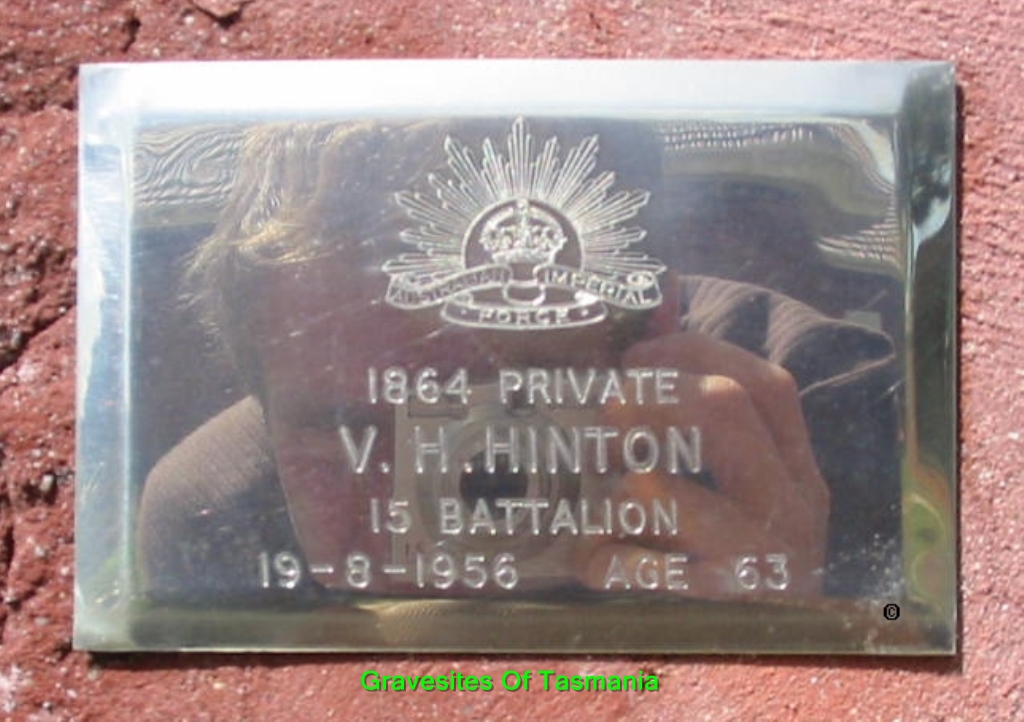 AUSTRALIAN IMPERIAL
· FORCE ·
1864 PRIVATE
V. H. HINTON
15 BATTALION
19-8-1956 AGE 63
©
Gravesites Of Tasmania